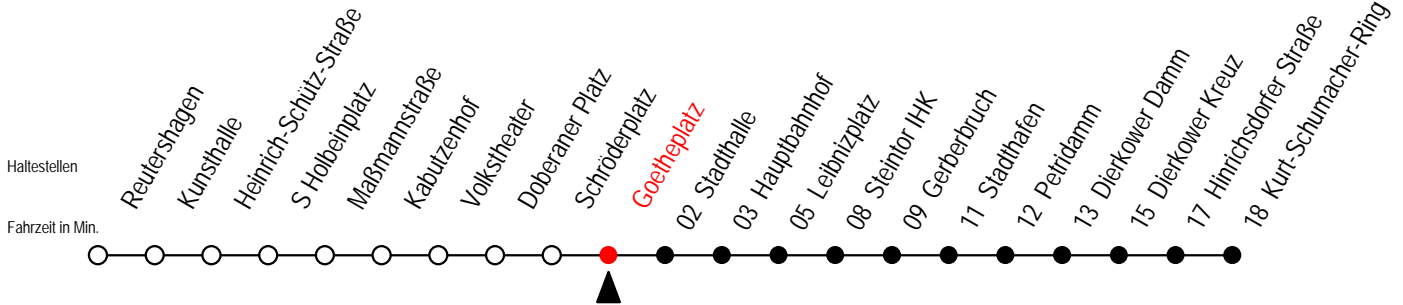 Haltestellen
Fahrzeit in Min.
Reutershagen
Kunsthalle
Heinrich-Schütz-Straße
S Holbeinplatz
Maßmannstraße
Kabutzenhof
Volkstheater
Doberaner Platz
Schröderplatz
Goetheplatz
02 Stadthalle
03 Hauptbahnhof
05 Leibnizplatz
08 Steintor IHK
09 Gerberbruch
11 Stadthafen
12 Petridamm
13 Dierkower Damm
15 Dierkower Kreuz
17 Hinrichsdorfer Straße
18 Kurt-Schumacher-Ring